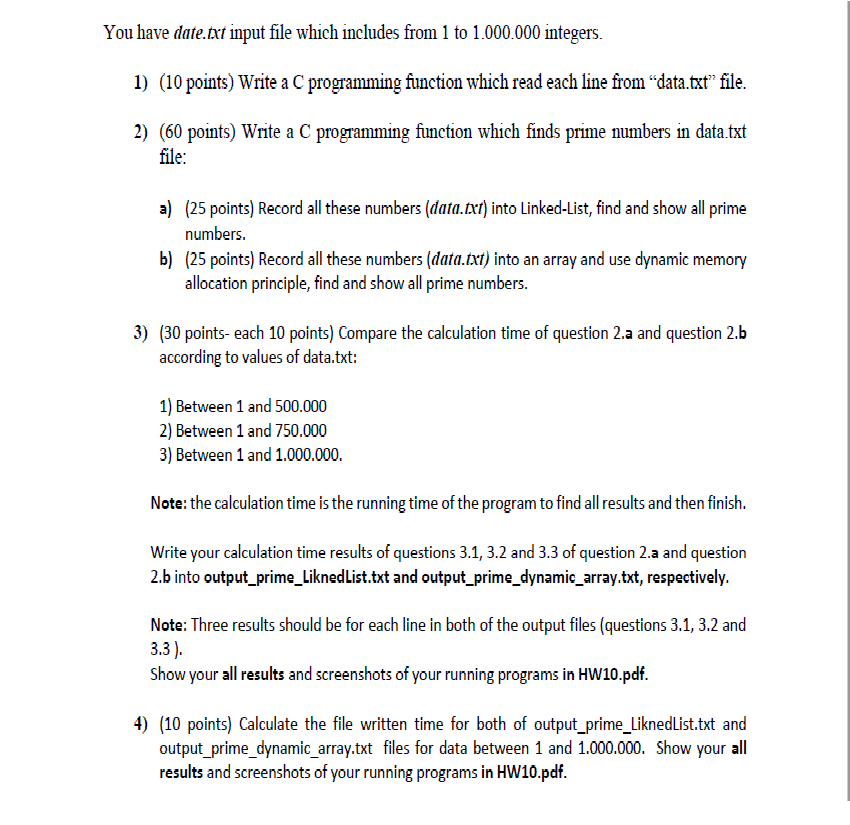 You have date.txt input file which includes from 1 to 1.000.000 integers.
1) (10 points) Write a C programming function which read each line from “data.txt” file.
2) (60 points) Write a C programming function which finds prime numbers in data.txt
file:
a) (25 points) Record all these numbers (data.txt) into Linked-List, find and show all prime
numbers.
b) (25 points) Record all these numbers (data.txt) into an array and use dynamic memory
allocation principle, find and show all prime numbers.
3) (30 points- each 10 points) Compare the calculation time of question 2.a and question 2.b
according to values of data.txt:
1) Between 1 and 500.000
2) Between 1 and 750.000
3) Between 1 and 1.000.000.
Note: the calculation time is the running time of the program to find all results and then finish.
Write your calculation time results of questions 3.1, 3.2 and 3.3 of question 2.a and question
2.b into output_prime_LiknedList.txt and output_prime_dynamic_array.txt, respectively.
Note: Three results should be for each line in both of the output files (questions 3.1, 3.2 and
3.3 ).
Show your all results and screenshots of your running programs in HW10.pdf.
4) (10 points) Calculate the file written time for both of output_prime_LiknedList.txt and
output_prime_dynamic_array.txt files for data between 1 and 1.000.000. Show your all
results and screenshots of your running programs in HW10.pdf.